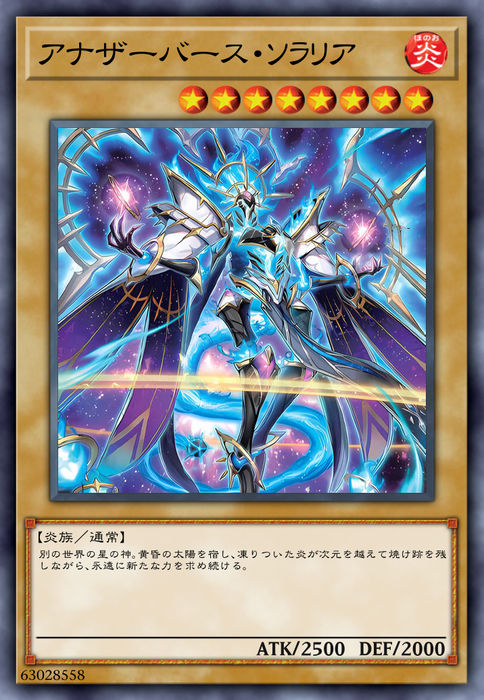 アナザーバース・ソラリア
ほのお
炎
【炎族／通常】
別の世界の星の神。黄昏の太陽を宿し、凍りついた炎が次元を越えて焼け跡を残
しながら、永遠に新たな力を求め続ける。
ATK/2500 DEF/2000
63028558